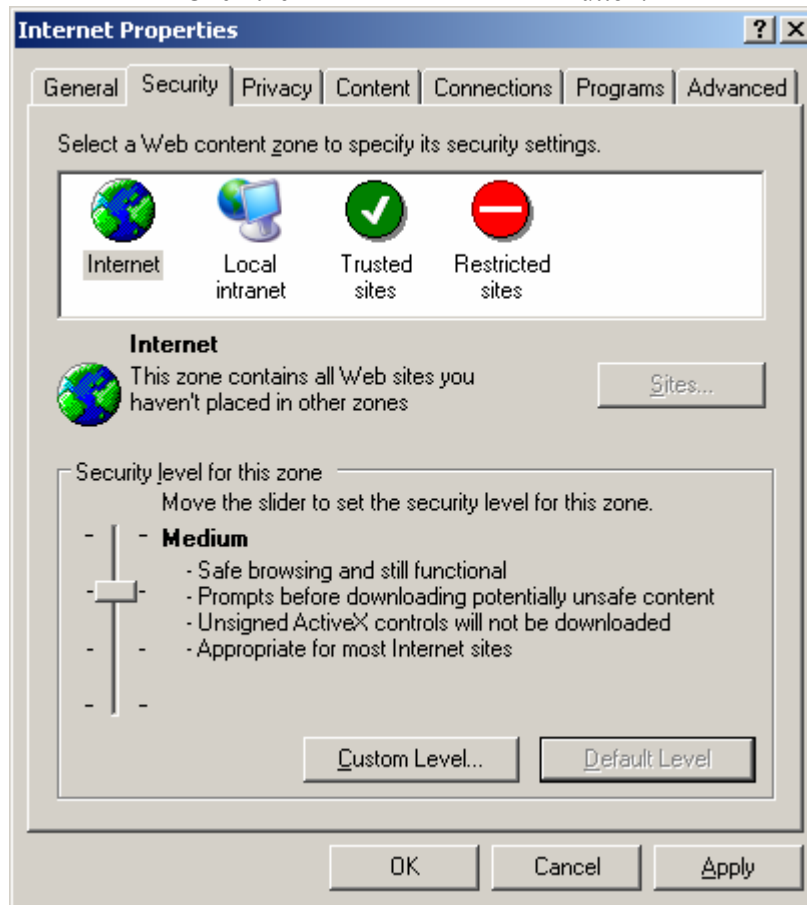 Internet Properties
General Security Privacy Content Connections Programs Advanced
Select a Web content zone to specify its security settings.
Internet Local intranet Trusted sites Restricted sites
Internet
This zone contains all Web sites you
haven't placed in other zones
Sites...
Security level for this zone
Move the slider to set the security level for this zone.
Medium
- Safe browsing and still functional
- Prompts before downloading potentially unsafe content
- Unsigned ActiveX controls will not be downloaded
- Appropriate for most Internet sites
Custom Level... Default Level
OK Cancel Apply